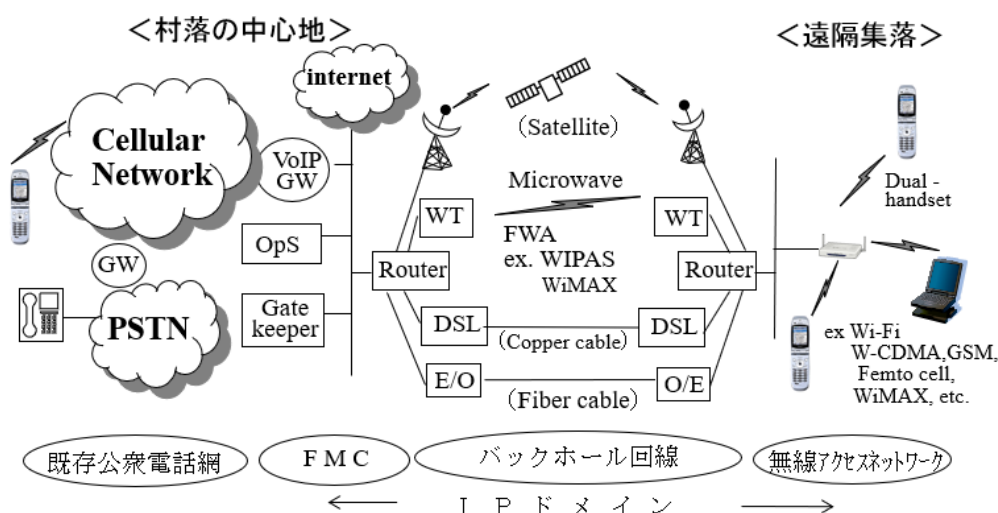 ＜村落の中心地＞
＜遠隔集落＞
internet
Cellular
Network
VoIP
GW
(Satellite)
Microwave
Dual -
handset
WT
WT
FWA
ex. WIPAS
WiMAX
OpS
GW
Router
Router
Gate
keeper
PSTN
DSL
(Copper cable)
DSL
ex Wi-Fi
W-CDMA,GSM,
Femto cell,
WiMAX, etc.
E/O
(Fiber cable)
O/E
既存公衆電話網
ＦＭＣ
バックホール回線
無線アクセスネットワーク
ＩＰドメイン